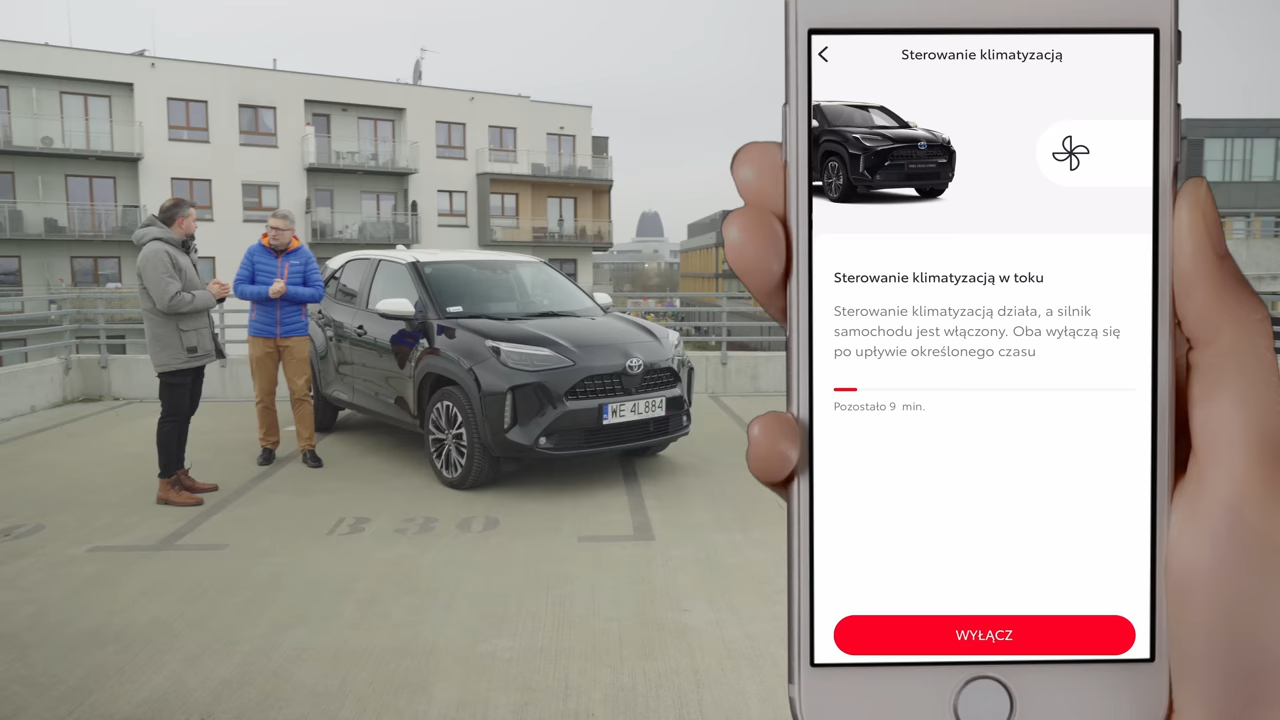 Sterowanie klimatyzacją
Sterowanie klimatyzacją w toku
Sterowanie klimatyzacją działa, a silnik
samochodu jest włączony. Oba wyłączą się
po upływie określonego czasu
Pozostało 9 min.
WYŁĄCZ
WE 4L884
B 30